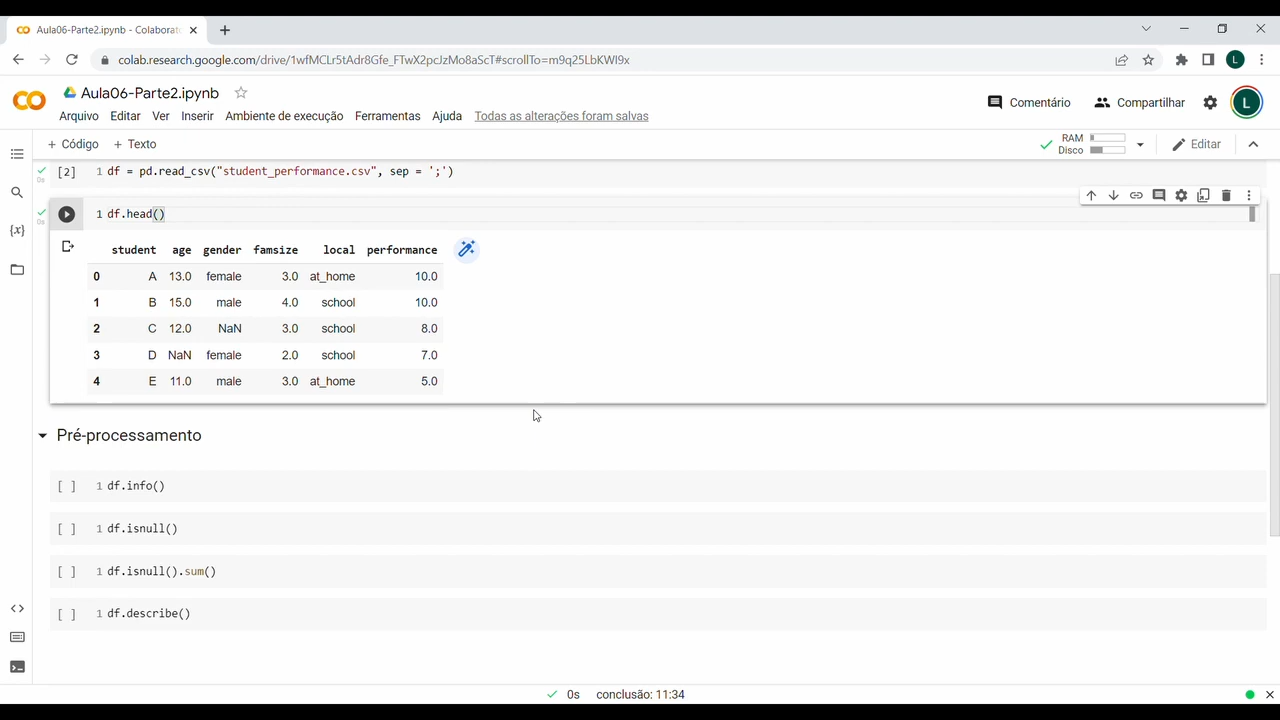 Aula06-Parte2.ipynb - Colaborat
colab.research.google.com/drive/1wfMCLr5tAdr8Gfe_FTwX2pcJzMo8aScT#scrollTo=m9q25LbKWI9x
L
Aula06-Parte2.ipynb
Comentário Compartilhar L
Arquivo Editar Ver Inserir Ambiente de execução Ferramentas Ajuda Todas as alterações foram salvas
+ Código + Texto RAM Disco Editar
[2] 1 df = pd.read_csv("student_performance.csv", sep = ';')
0s
1 df.head()
0s
student age gender famsize local performance
0 A 13.0 female 3.0 at_home 10.0
1 B 15.0 male 4.0 school 10.0
2 C 12.0 NaN 3.0 school 8.0
3 D NaN female 2.0 school 7.0
4 E 11.0 male 3.0 at_home 5.0
Pré-processamento
[ ] 1 df.info()
[ ] 1 df.isnull()
[ ] 1 df.isnull().sum()
[ ] 1 df.describe()
0s conclusão: 11:34